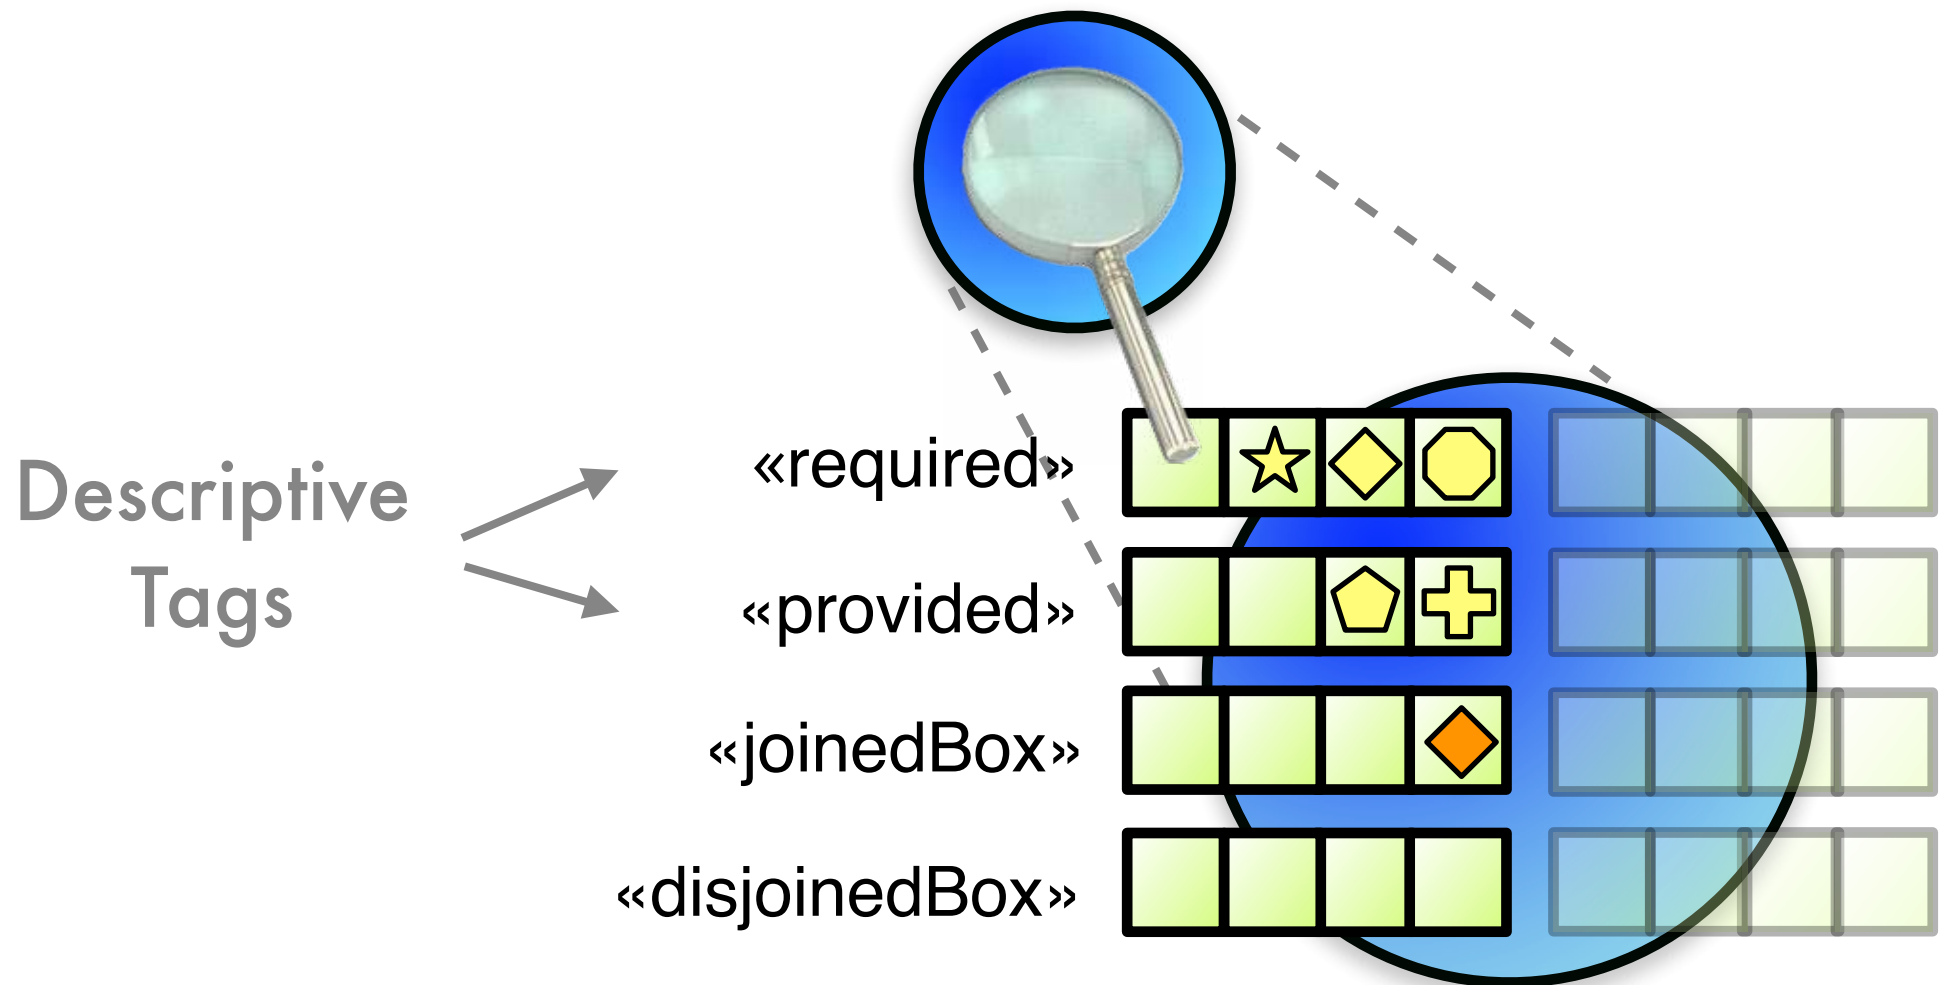 Descriptive
Tags
«required»
«provided»
«joinedBox»
«disjoinedBox»